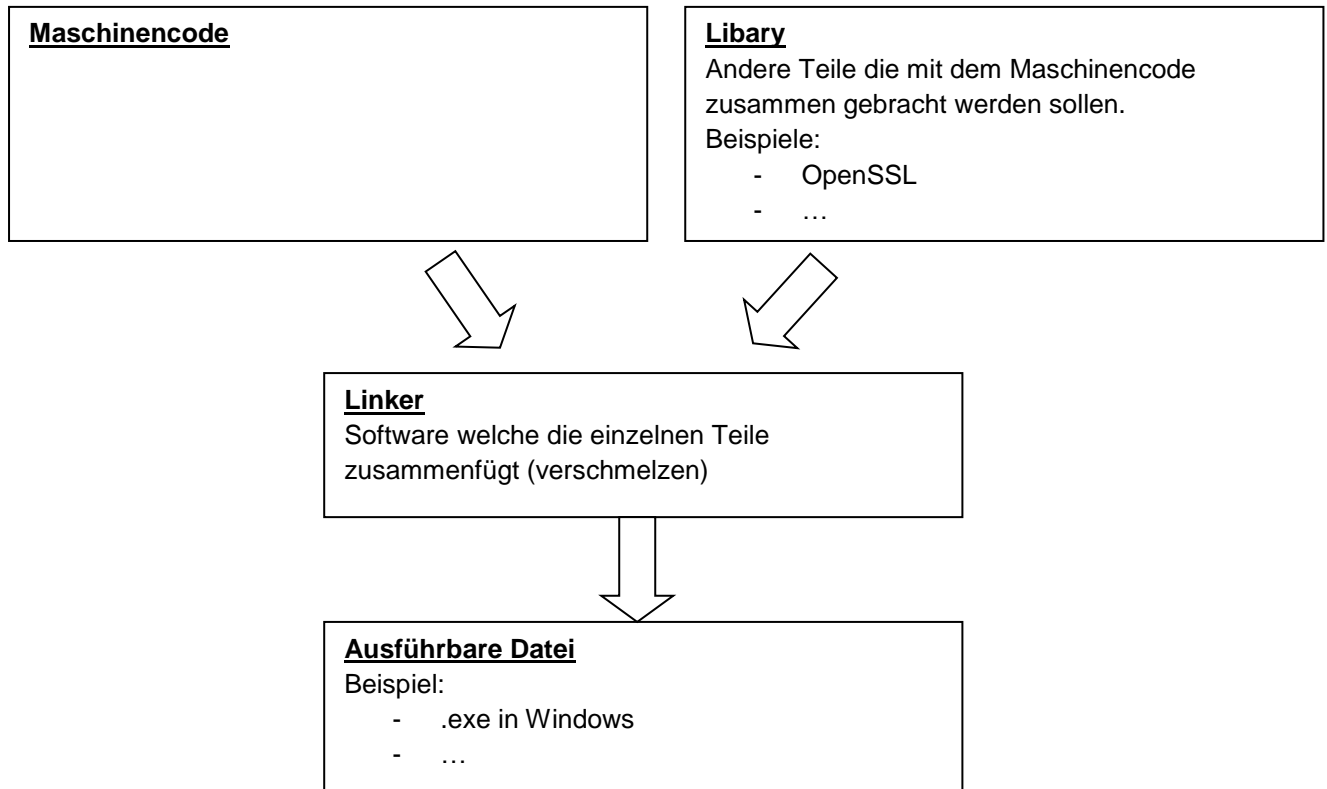 Maschinencode
Libary
Andere Teile die mit dem Maschinencode
zusammen gebracht werden sollen.
Beispiele:
- OpenSSL
- …
Linker
Software welche die einzelnen Teile
zusammenfügt (verschmelzen)
Ausführbare Datei
Beispiel:
- .exe in Windows
- …